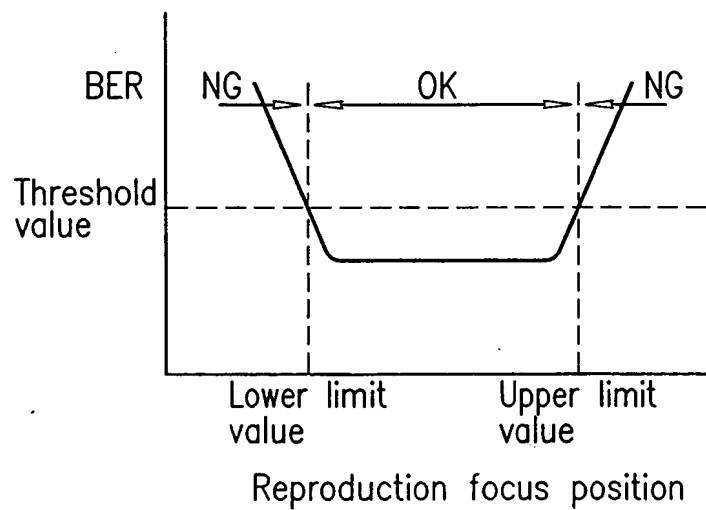 BER
NG
OK
NG
Threshold
value
Lower limit
value
Upper limit
value
Reproduction focus position